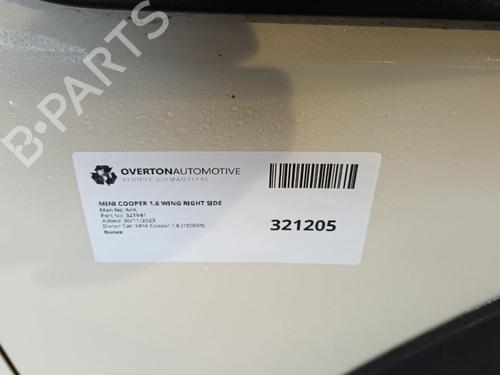 B-PARTS
OVERTONAUTOMOTIVE
VEHICLE DISMANTLERS
MINI COOPER 1.6 WING RIGHT SIDE
Man No: N/A
Part No: 321941
Added: 30/11/2023
Donor Car: MINI Cooper 1.6 (100659)
Notes:
321205